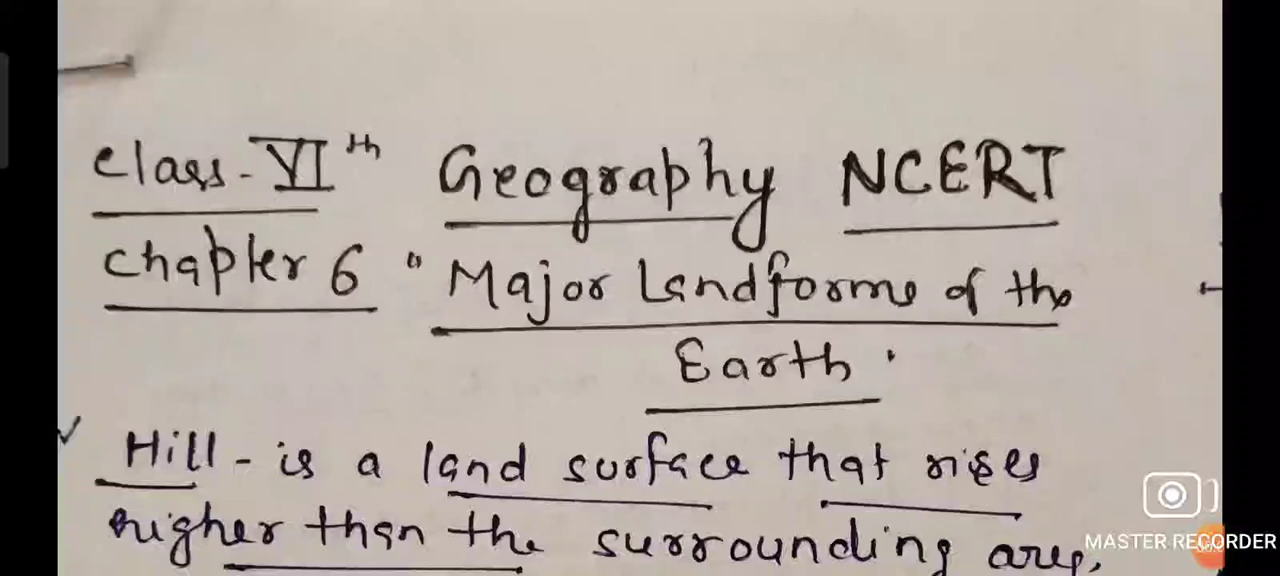 Class-VIth Geography NCERT
Chapter 6 "Major Landforms of the
Earth.
Hill - is a land surface that rises
higher than the surrounding area.
MASTER RECORDER